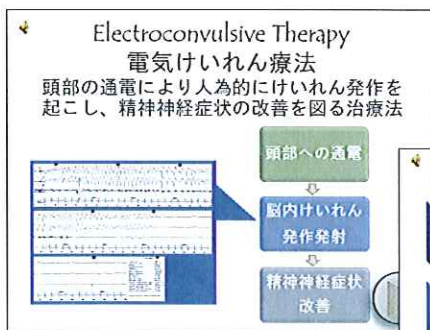 Electroconvulsive Therapy
電気けいれん療法
頭部の通電により人為的にけいれん発作を
起こし、精神神経症状の改善を図る治療法
頭部への通電
脳内けいれん
発作発射
精神神経症状
改善